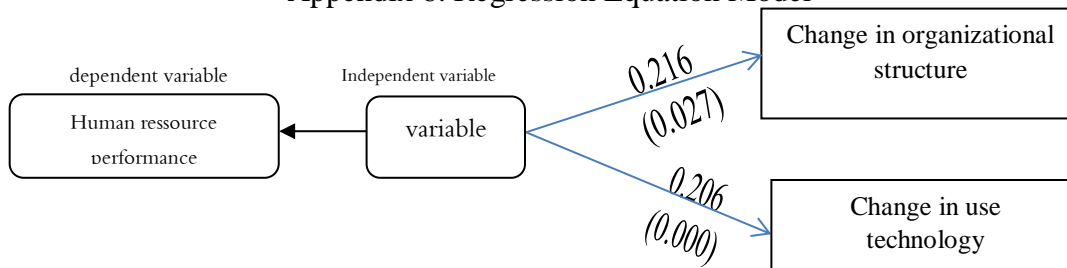 Appendix 6: Regression Equation Model
dependent variable
Human ressource
performance
Independent variable
variable
0.216
(0.027)
0.206
(0.000)
Change in organizational
structure
Change in use
technology